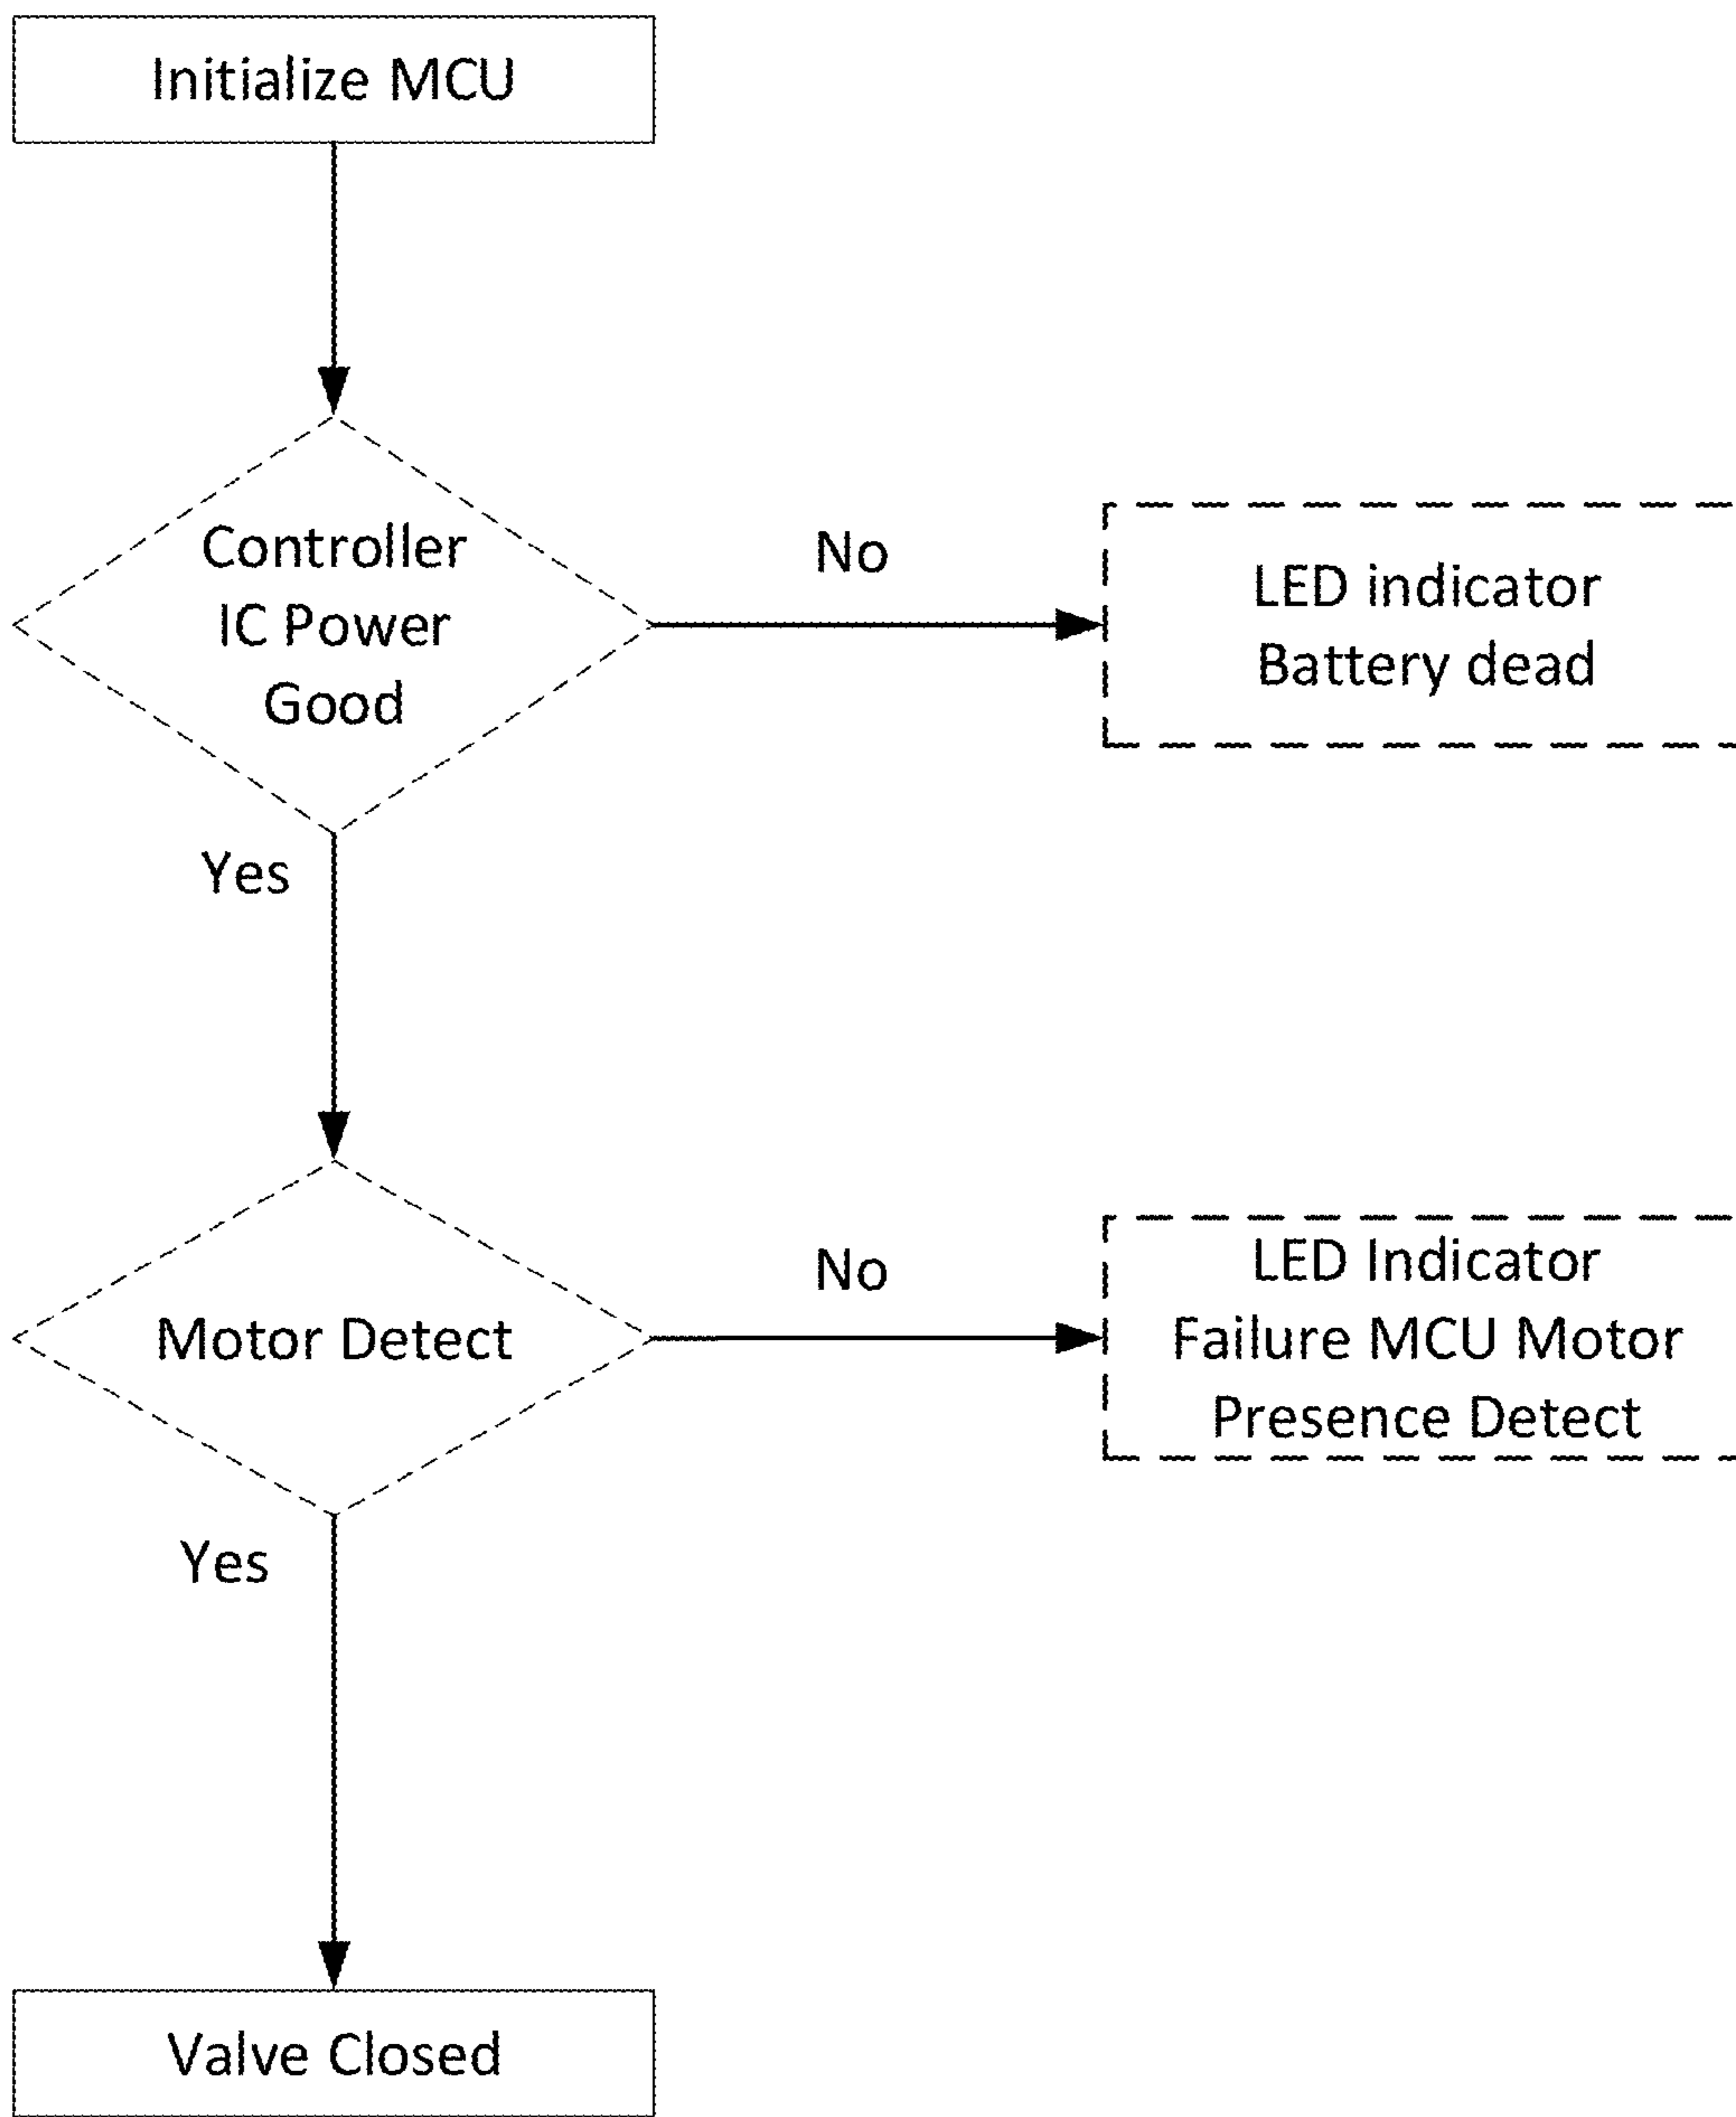 Initialize MCU
Controller
IC Power
Good
No
LED indicator
Battery dead
Yes
Motor Detect
No
LED Indicator
Failure MCU Motor
Presence Detect
Yes
Valve Closed